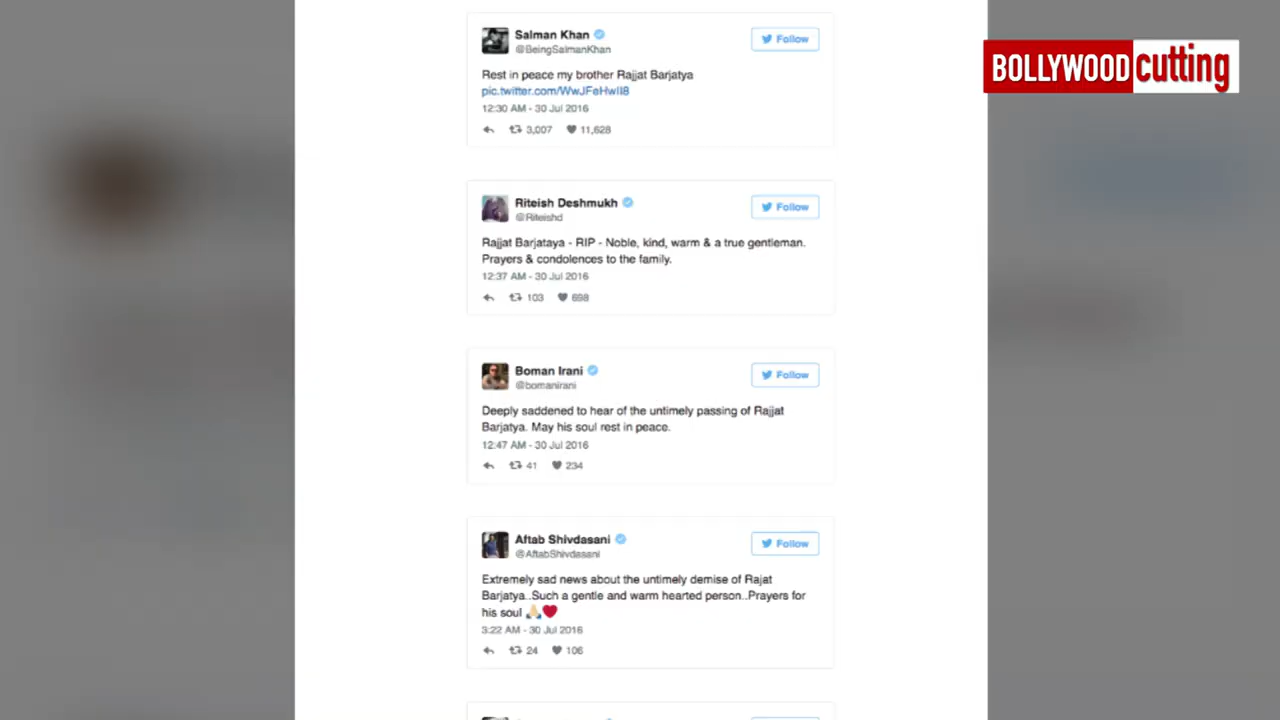 BOLLYWOOD cutting
Salman Khan
@BeingSalmanKhan
Follow
Rest in peace my brother Rajjat Barjatya
pic.twitter.com/WwJFeHwII8
12:30 AM - 30 Jul 2016
3,007 11,628
Riteish Deshmukh
@Riteishd
Follow
Rajjat Barjataya - RIP - Noble, kind, warm & a true gentleman.
Prayers & condolences to the family.
12:37 AM - 30 Jul 2016
103 698
Boman Irani
@bomanirani
Follow
Deeply saddened to hear of the untimely passing of Rajjat
Barjatya. May his soul rest in peace.
12:47 AM - 30 Jul 2016
41 234
Aftab Shivdasani
@AftabShivdasani
Follow
Extremely sad news about the untimely demise of Rajat
Barjatya..Such a gentle and warm hearted person..Prayers for
his soul 🙏🏻❤️
3:22 AM - 30 Jul 2016
24 106